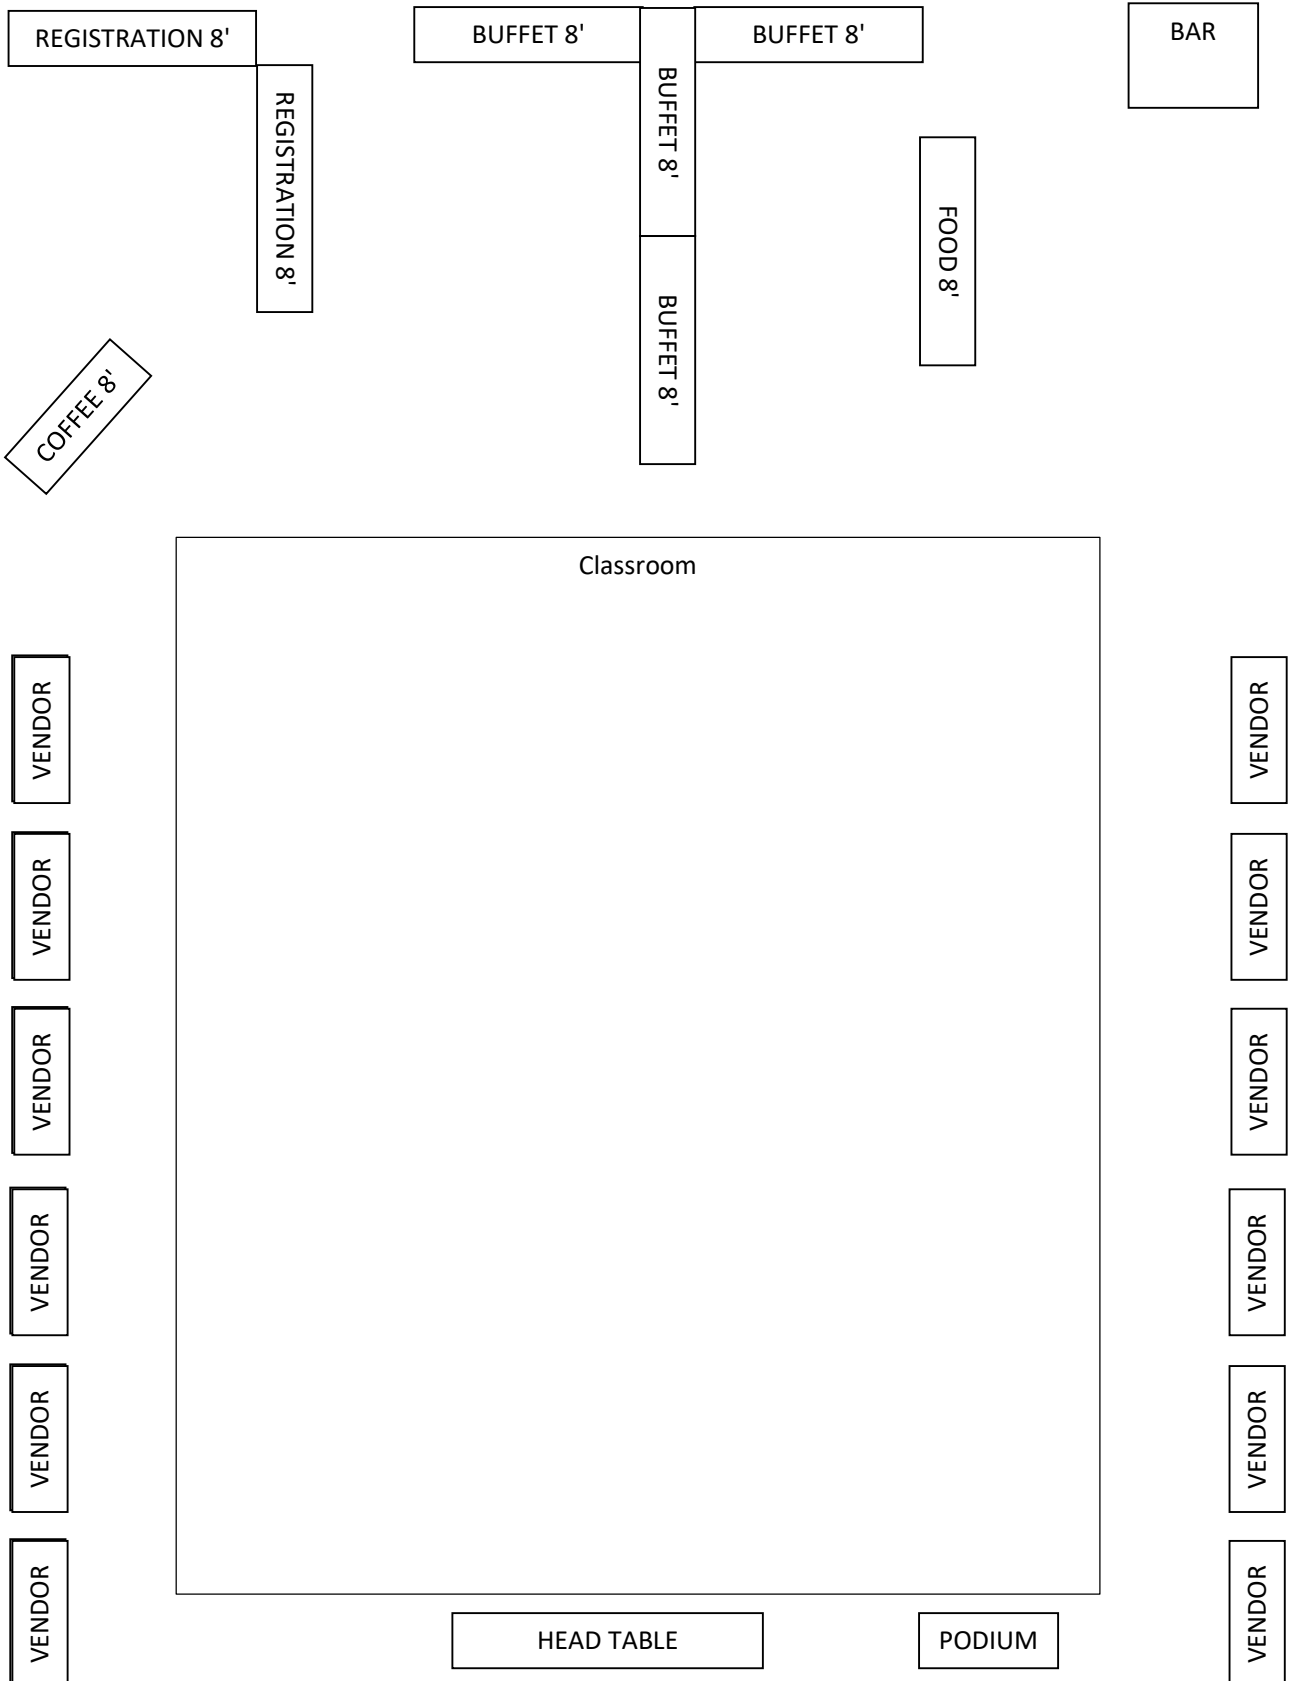 REGISTRATION 8'
BUFFET 8'
BUFFET 8'
BAR
REGISTRATION 8'
BUFFET 8'
FOOD 8'
BUFFET 8'
COFFEE 8'
Classroom
VENDOR
VENDOR
VENDOR
VENDOR
VENDOR
VENDOR
VENDOR
VENDOR
VENDOR
VENDOR
VENDOR
VENDOR
HEAD TABLE
PODIUM